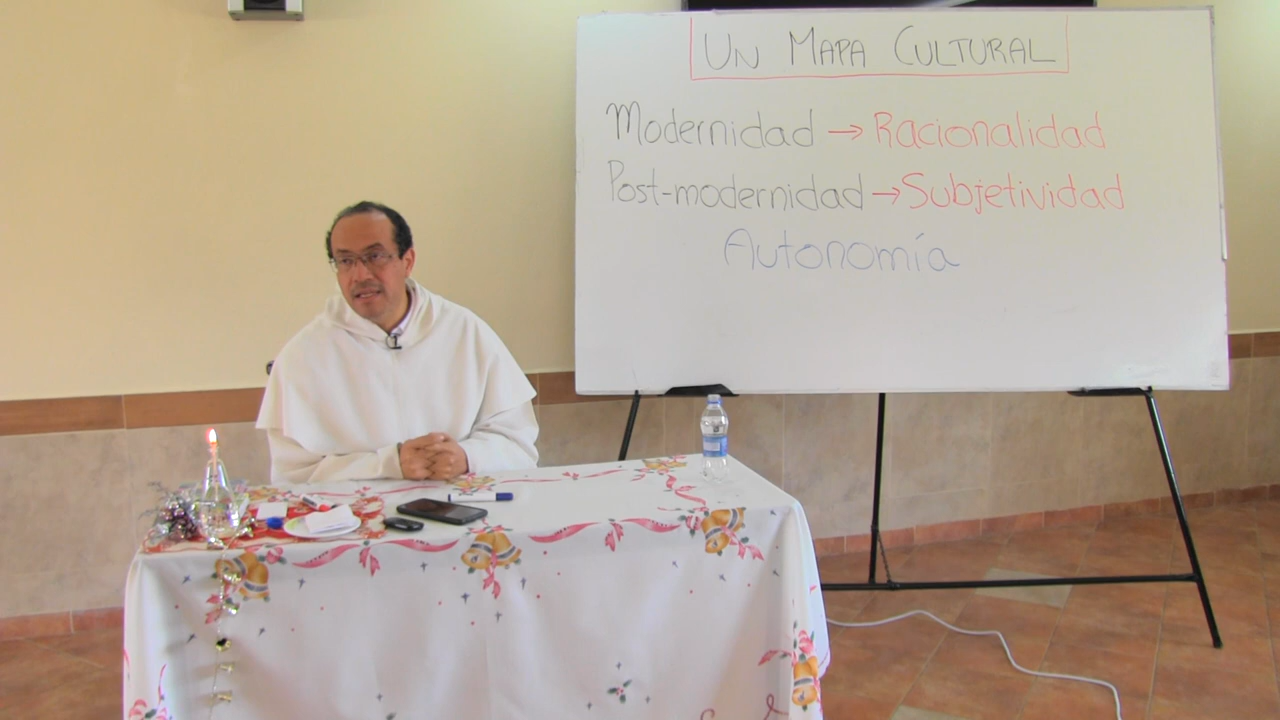 UN MAPA CULTURAL
Modernidad → Racionalidad
Post-modernidad → Subjetividad
Autonomía